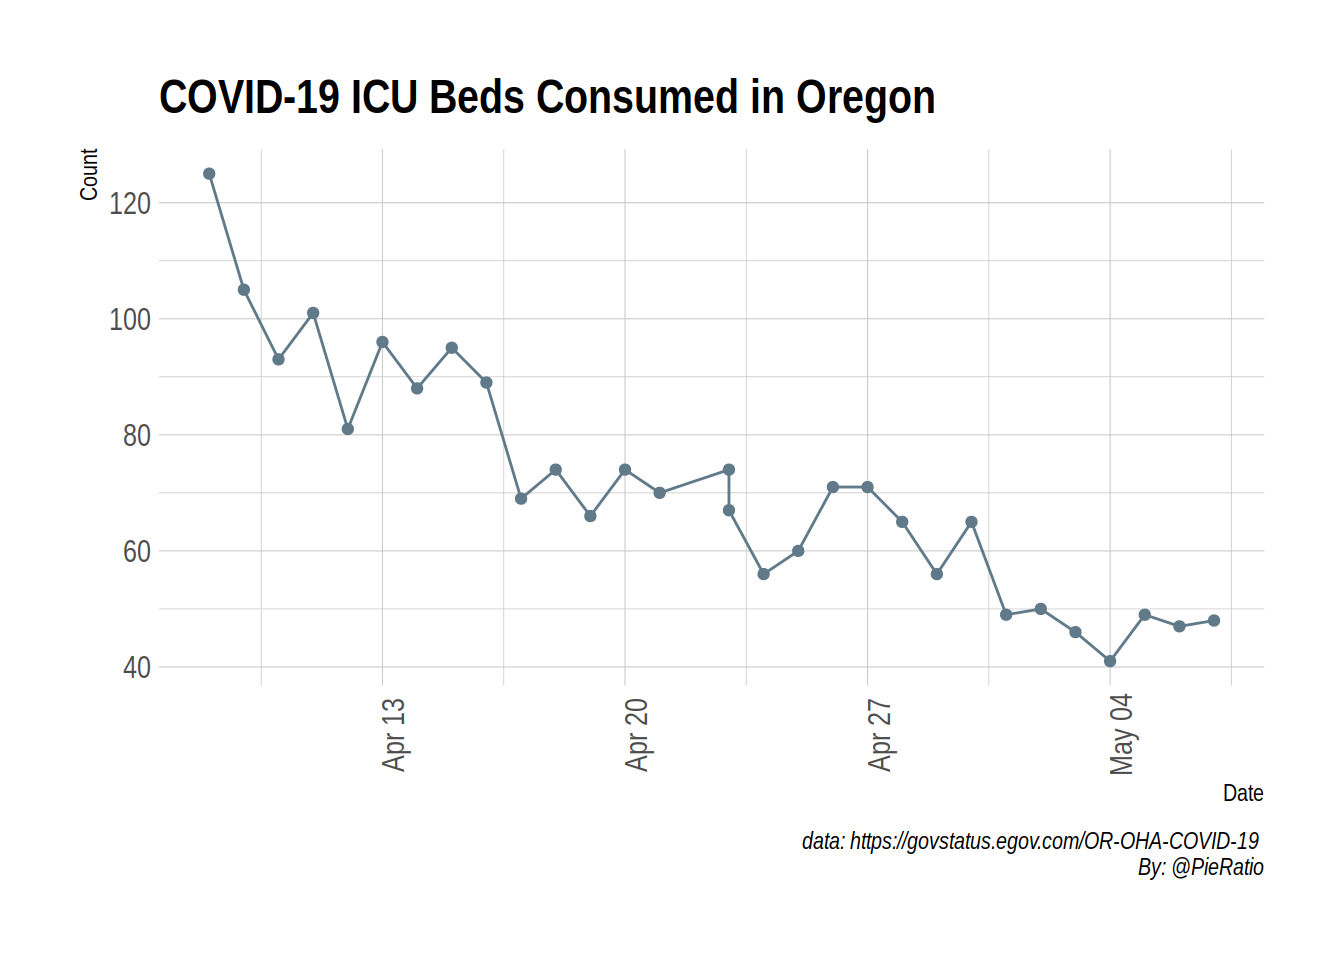 COVID-19 ICU Beds Consumed in Oregon
Count
120
100
80
60
40
Apr 13
Apr 20
Apr 27
May 04
Date
data: https://govstatus.egov.com/OR-OHA-COVID-19
By: @PieRatio